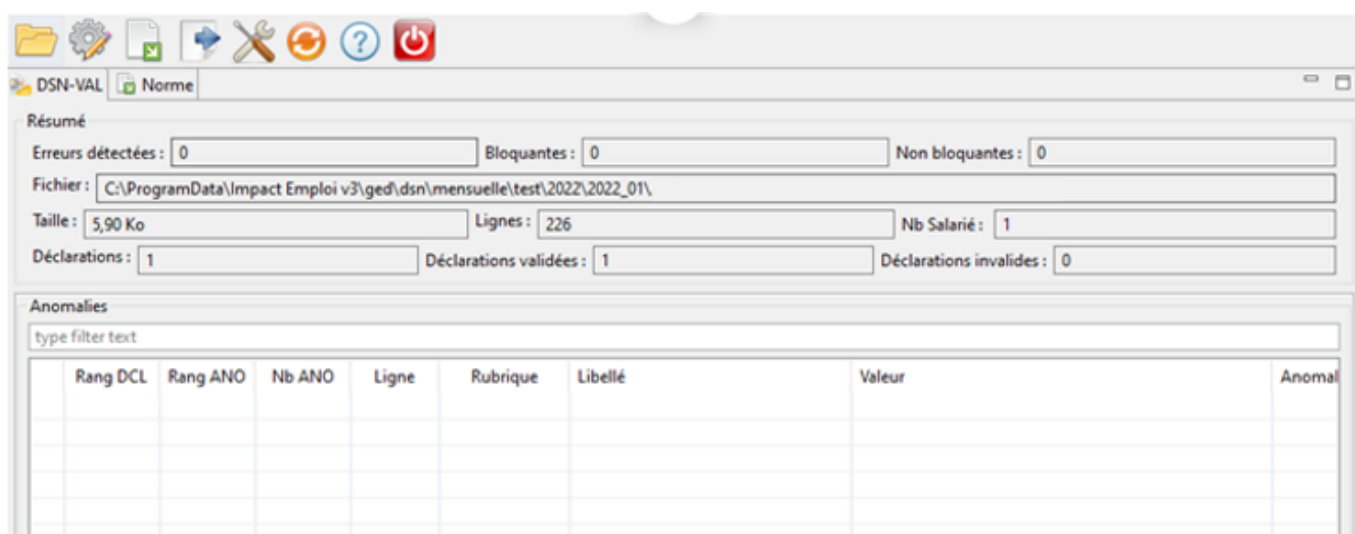 DSN-VAL Norme
Résumé
Erreurs détectées : 0 Bloquantes : 0 Non bloquantes : 0
Fichier : C:\ProgramData\Impact Emploi v3\ged\dsn\mensuelle\test\2022\2022_01\
Taille : 5,90 Ko Lignes : 226 Nb Salarié : 1
Déclarations : 1 Déclarations validées : 1 Déclarations invalides : 0
Anomalies
type filter text
Rang DCL Rang ANO Nb ANO Ligne Rubrique Libellé Valeur Anomal